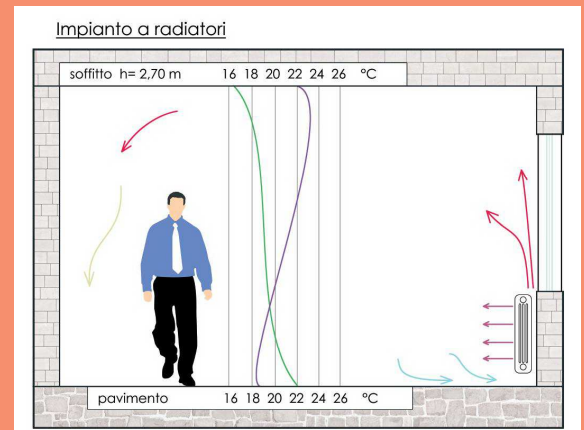 Impianto a radiatori
soffitto h= 2,70 m 16 18 20 22 24 26 °C
pavimento 16 18 20 22 24 26 °C